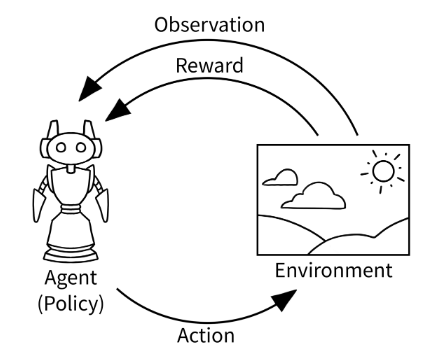 Observation
Reward
Agent
(Policy)
Environment
Action